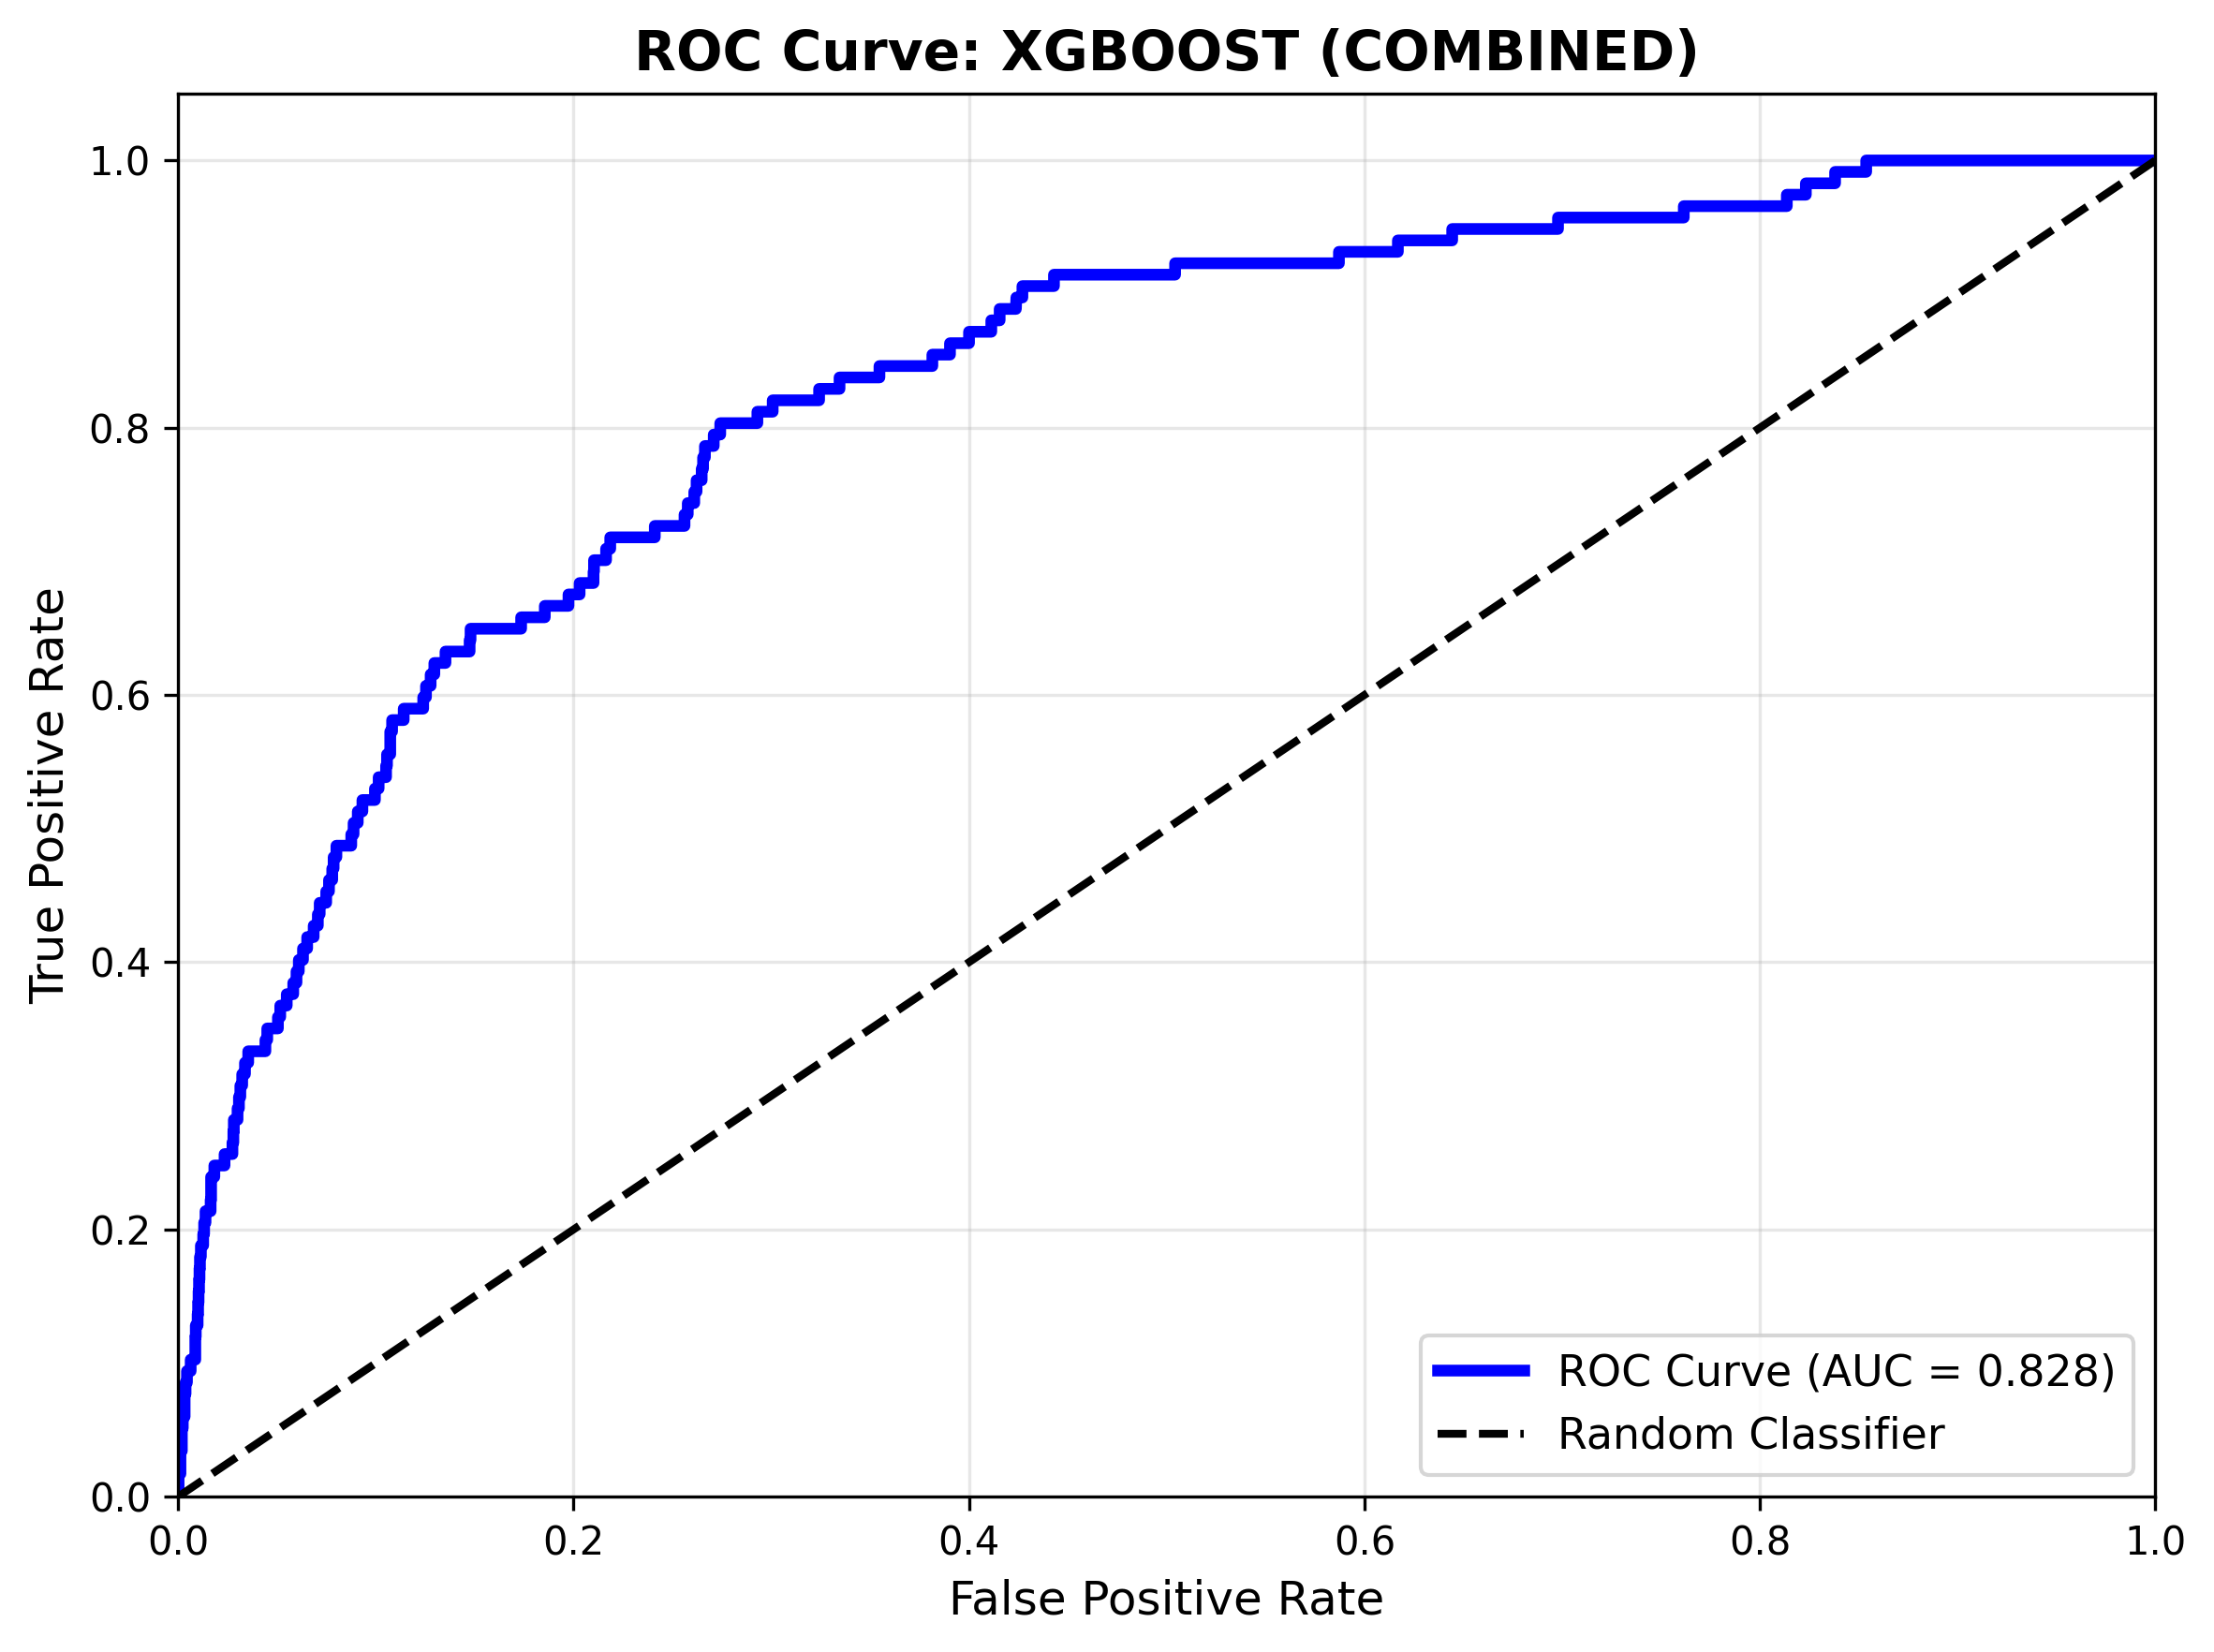 ROC Curve: XGBOOST (COMBINED)
1.0
0.8
0.6
0.4
0.2
0.0
True Positive Rate
0.0 0.2 0.4 0.6 0.8 1.0
False Positive Rate
ROC Curve (AUC = 0.828)
Random Classifier